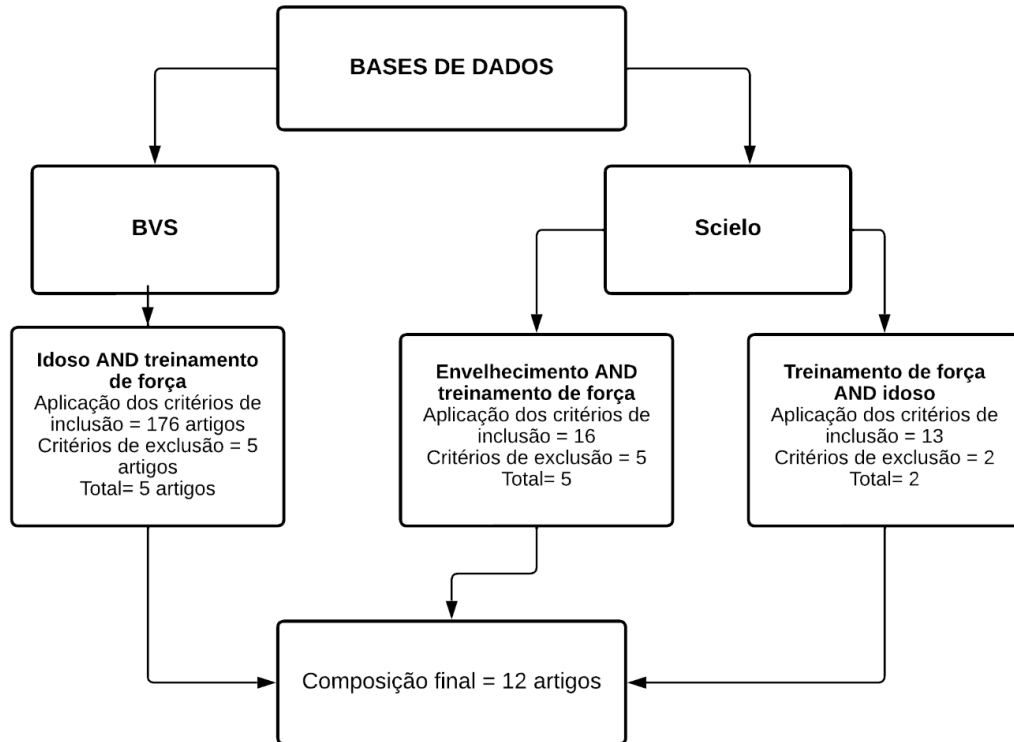 BASES DE DADOS
BVS
Scielo
Idoso AND treinamento
de força
Aplicação dos critérios de
inclusão = 176 artigos
Critérios de exclusão = 5
artigos
Total= 5 artigos
Envelhecimento AND
treinamento de força
Aplicação dos critérios de
inclusão = 16
Critérios de exclusão = 5
Total= 5
Treinamento de força
AND idoso
Aplicação dos critérios de
inclusão = 13
Critérios de exclusão = 2
Total= 2
Composição final = 12 artigos